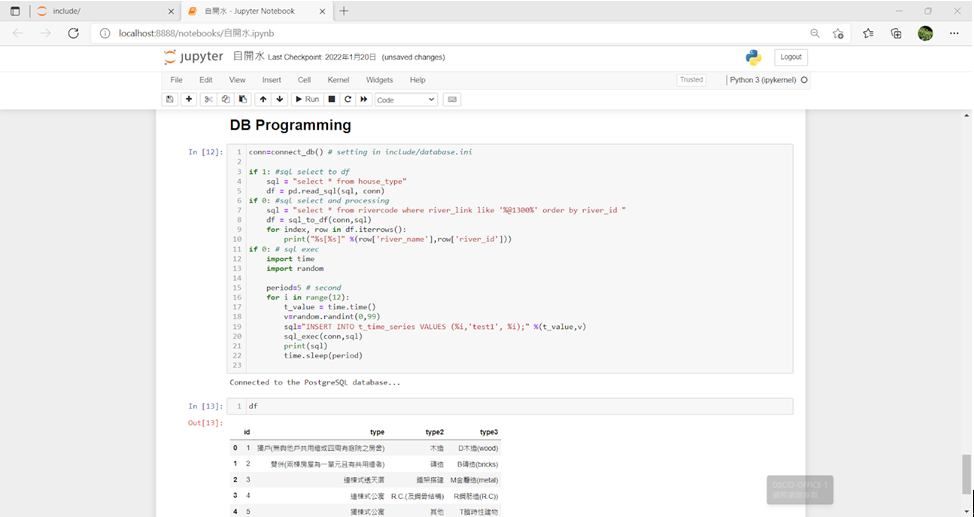 include/
自開水 - Jupyter Notebook
localhost:8888/notebooks/自開水.ipynb
jupyter 自開水 Last Checkpoint: 2022年1月20日 (unsaved changes)
Logout
File Edit View Insert Cell Kernel Widgets Help
Trusted
Python 3 (ipykernel)
Run
Code
DB Programming
In [12]:
1 conn=connect_db() # setting in include/database.ini
2
3 if 1: #sql select to df
4 sql = "select * from house_type"
5 df = pd.read_sql(sql, conn)
6 if 0: #sql select and processing
7 sql = "select * from rivercode where river_link like '%@1300%' order by river_id "
8 df = sql_to_df(conn,sql)
9 for index, row in df.iterrows():
10 print("%s[%s]" %(row['river_name'],row['river_id']))
11 if 0: # sql exec
12 import time
13 import random
14
15 period=5 # second
16 for i in range(12):
17 t_value = time.time()
18 v=random.randint(0,99)
19 sql="INSERT INTO t_time_series VALUES (%i,'test1', %i);" %(t_value,v)
20 sql_exec(conn,sql)
21 print(sql)
22 time.sleep(period)
23
Connected to the PostgreSQL database...
In [13]:
1 df
Out[13]:
id type type2 type3
0 1 獨戶(無與他戶共用牆或四周有庭院之房舍) 木造 D木造(wood)
1 2 雙併(兩棟房屋為一單元且有共用牆者) 磚造 B磚造(bricks)
2 3 連棟式透天厝 鐵架搭建 M金屬造(metal)
3 4 連棟式公寓 R.C.(及鋼骨結構) R鋼筋造(R.C))
4 5 獨棟式公寓 其他 T臨時性建物
DECO-OFFICE-1